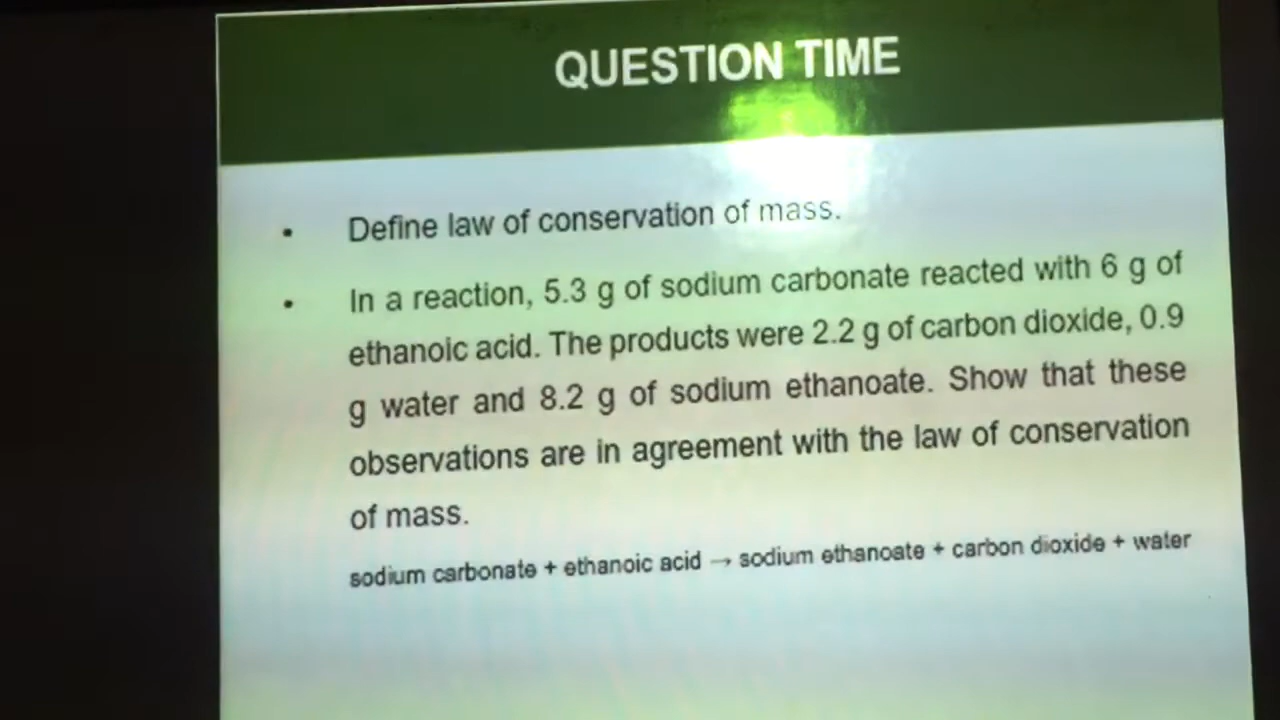 QUESTION TIME
• Define law of conservation of mass.
• In a reaction, 5.3 g of sodium carbonate reacted with 6 g of
ethanoic acid. The products were 2.2 g of carbon dioxide, 0.9
g water and 8.2 g of sodium ethanoate. Show that these
observations are in agreement with the law of conservation
of mass.
sodium carbonate + ethanoic acid → sodium ethanoate + carbon dioxide + water